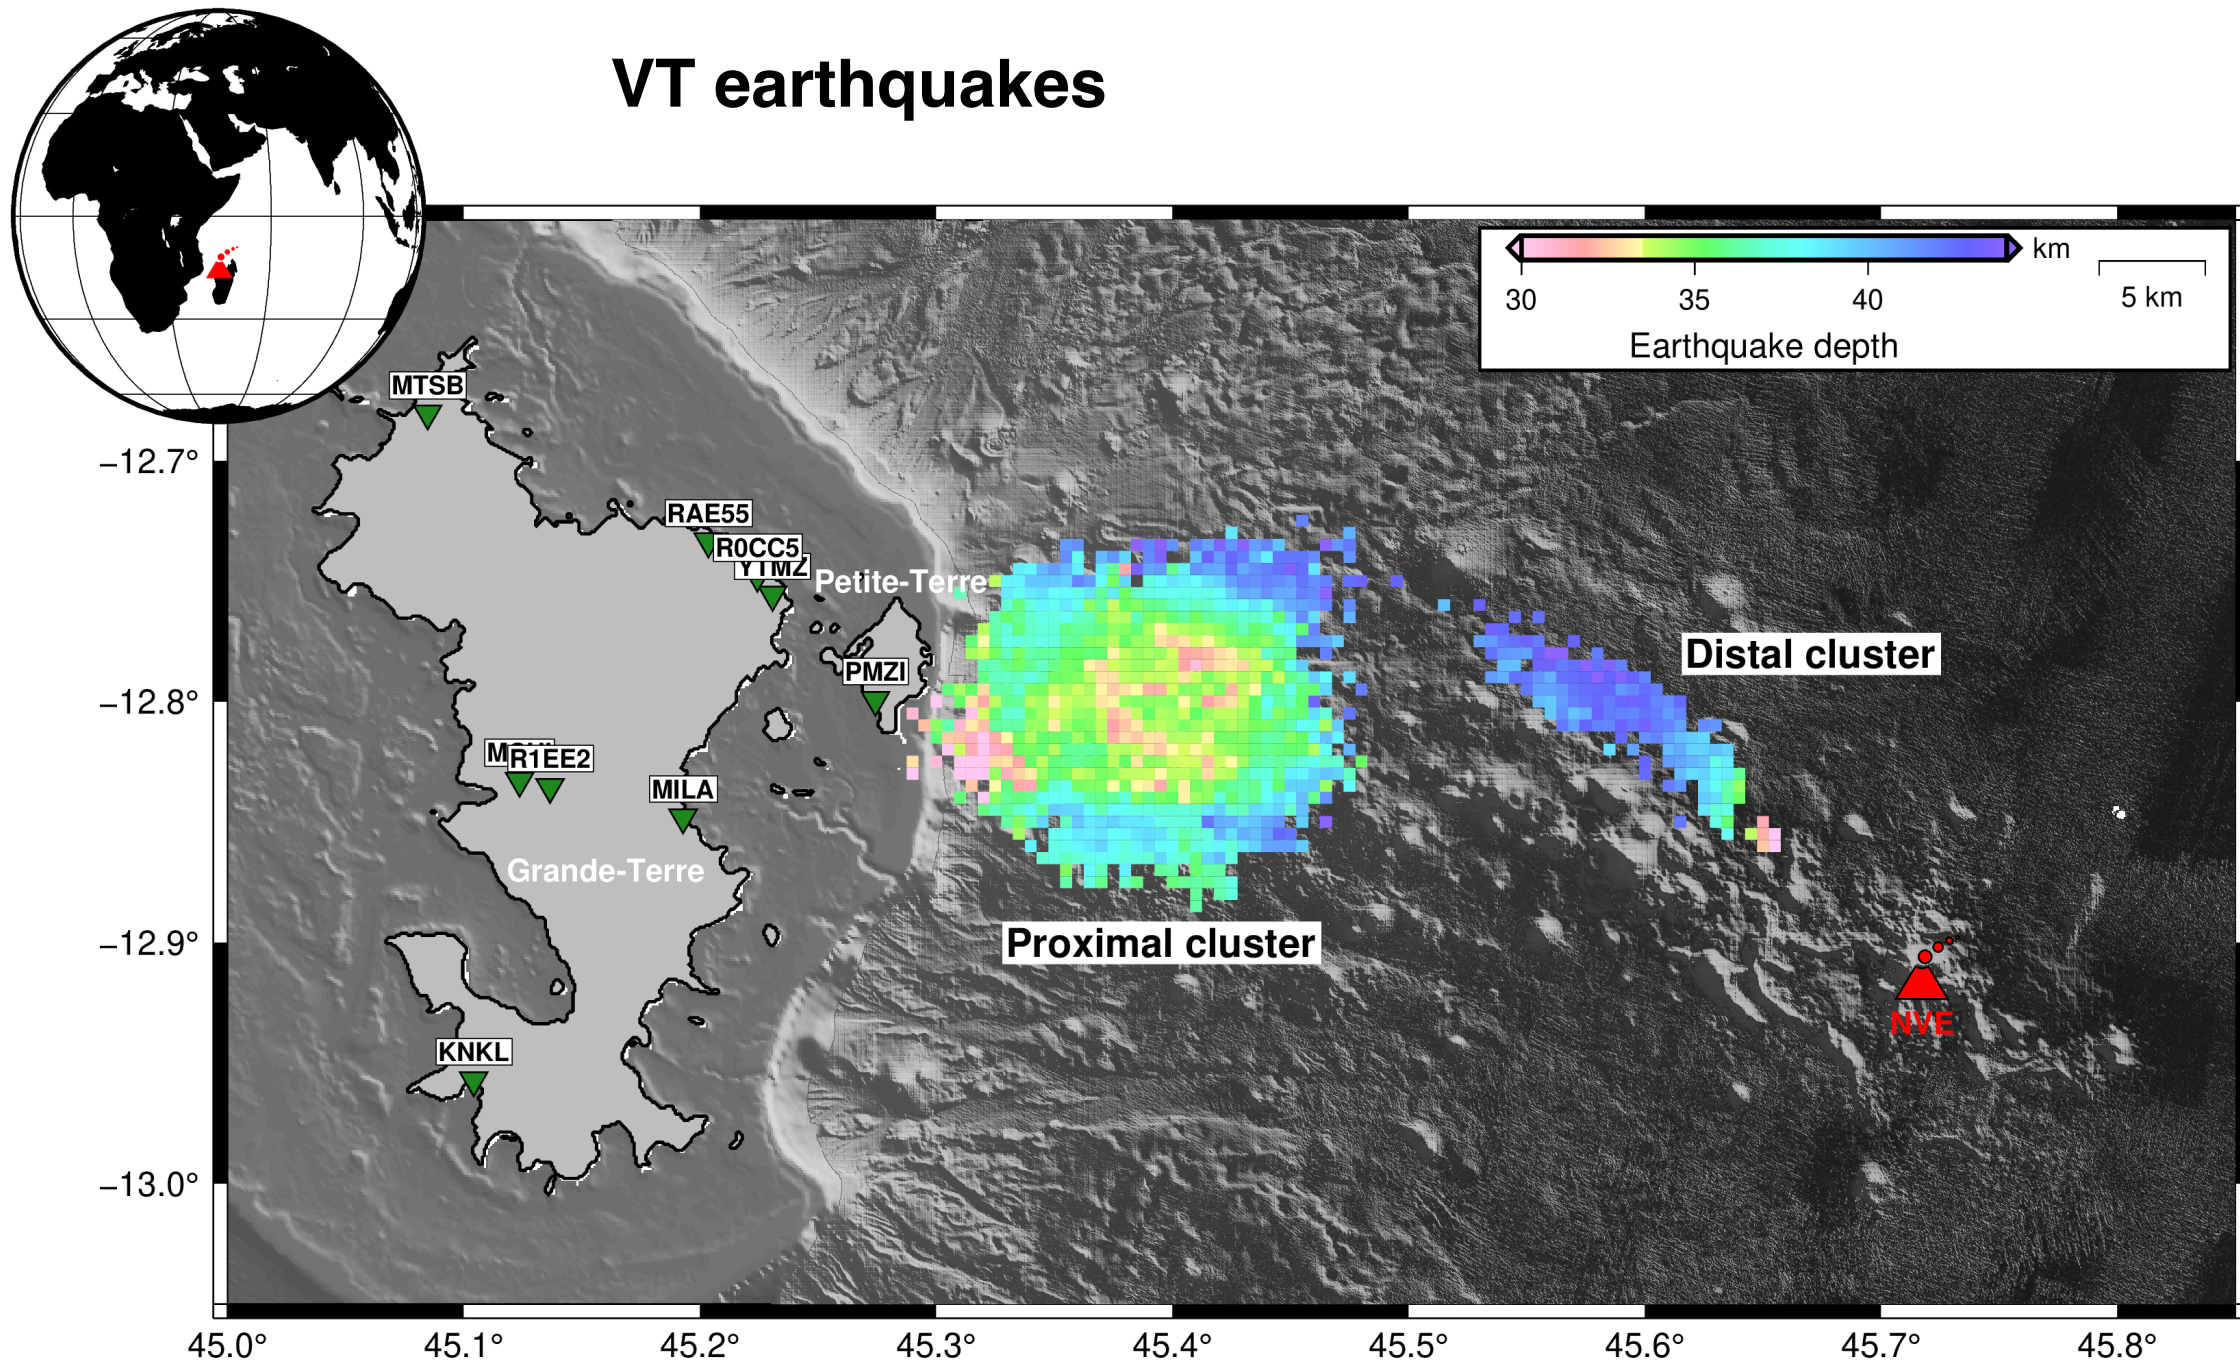 VT earthquakes
km
30 35 40
5 km
Earthquake depth
MTSB
−12.7°
RAE55
R0CC5
YTMZ
Petite-Terre
Distal cluster
PMZI
−12.8°
R1EE2
MILA
Grande-Terre
Proximal cluster
−12.9°
NVE
KNKL
−13.0°
45.0° 45.1° 45.2° 45.3° 45.4° 45.5° 45.6° 45.7° 45.8°